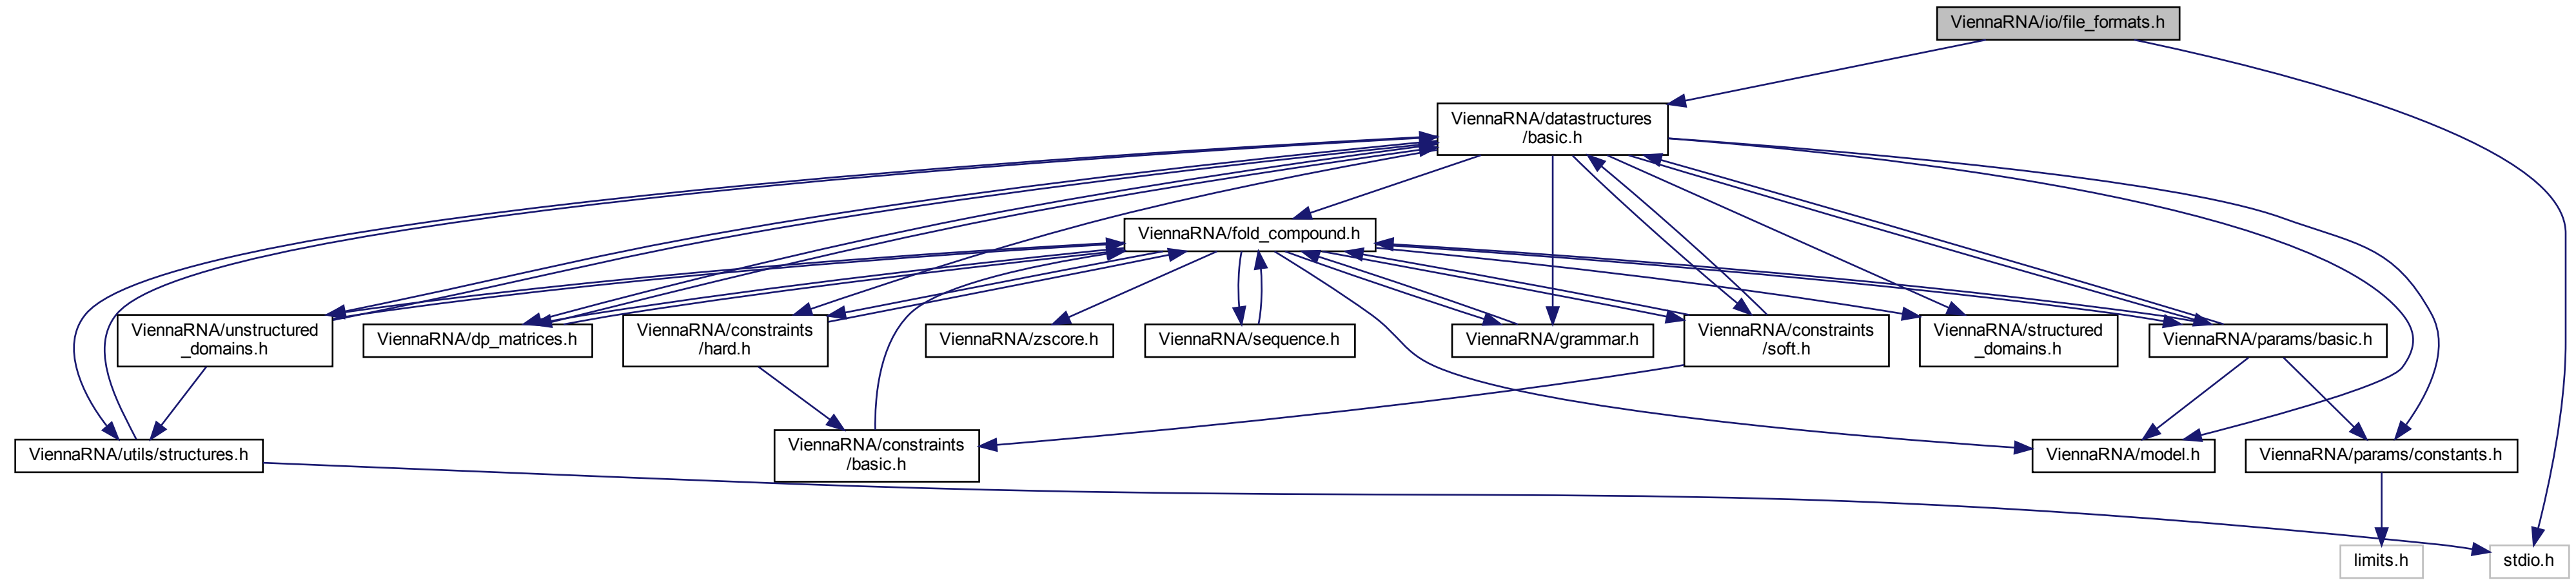 ViennaRNA/io/file_formats.h
ViennaRNA/datastructures
/basic.h
ViennaRNA/fold_compound.h
ViennaRNA/unstructured
_domains.h
ViennaRNA/dp_matrices.h
ViennaRNA/constraints
/hard.h
ViennaRNA/zscore.h
ViennaRNA/sequence.h
ViennaRNA/grammar.h
ViennaRNA/constraints
/soft.h
ViennaRNA/structured
_domains.h
ViennaRNA/params/basic.h
ViennaRNA/utils/structures.h
ViennaRNA/constraints
/basic.h
ViennaRNA/model.h
ViennaRNA/params/constants.h
limits.h
stdio.h